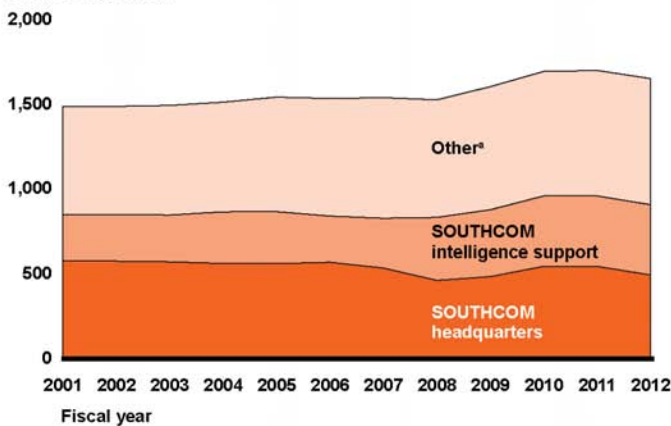 2,000
1,500
Otherᵃ
1,000
SOUTHCOM
intelligence support
500
SOUTHCOM
headquarters
0
2001 2002 2003 2004 2005 2006 2007 2008 2009 2010 2011 2012
Fiscal year